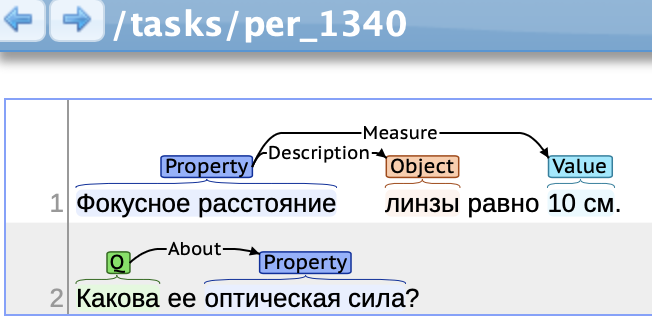 /tasks/per_1340
Measure
Description
Property Object Value
1 Фокусное расстояние линзы равно 10 см.
About
Q Property
2 Какова ее оптическая сила?